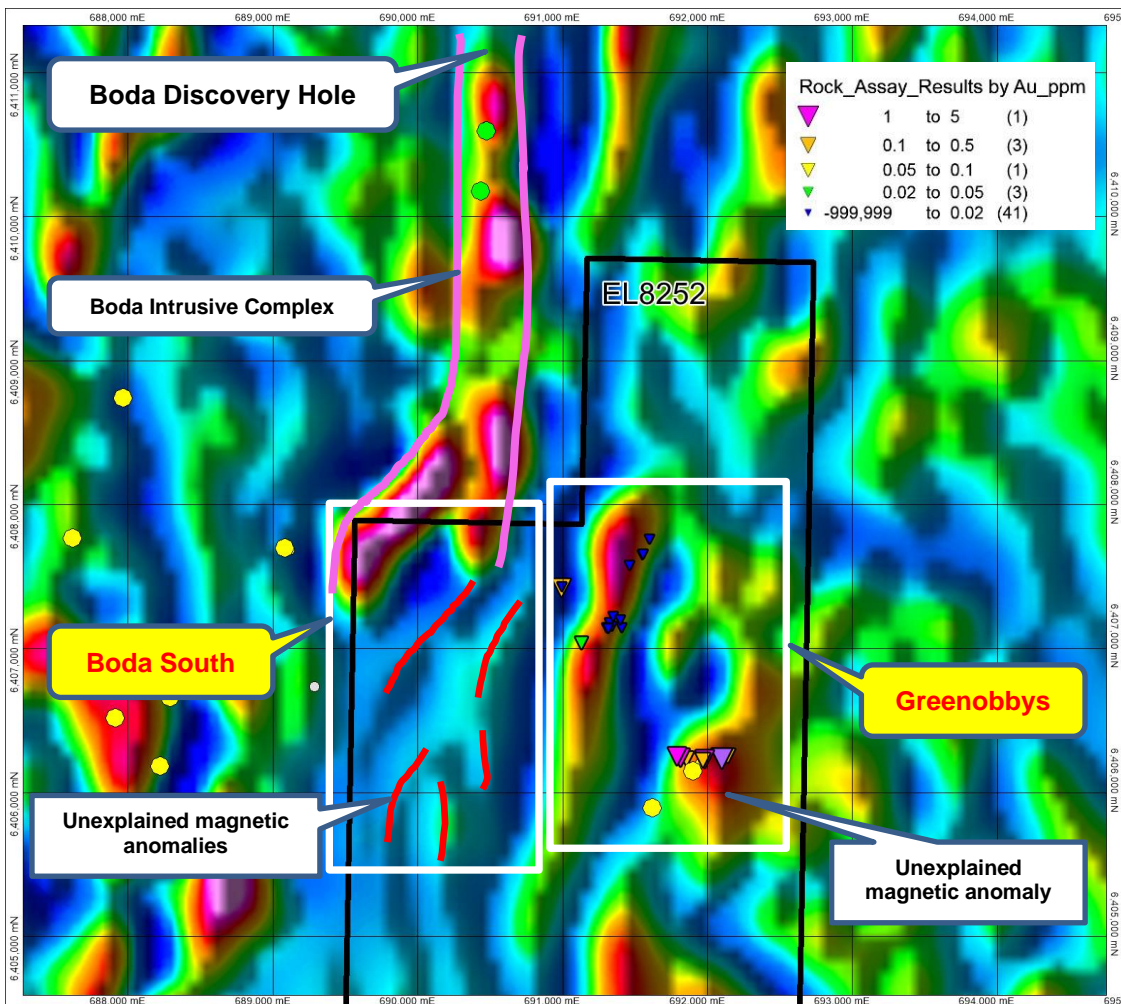 688,000 mE
689,000 mE
690,000 mE
691,000 mE
692,000 mE
693,000 mE
694,000 mE
695
6,411,000 mN
Boda Discovery Hole
Rock_Assay_Results by Au_ppm
1 to 5 (1)
0.1 to 0.5 (3)
0.05 to 0.1 (1)
0.02 to 0.05 (3)
-999,999 to 0.02 (41)
6,410,000 mN
6,410,000 mN
Boda Intrusive Complex
EL8252
6,409,000 mN
6,409,000 mN
6,408,000 mN
6,408,000 mN
6,407,000 mN
6,407,000 mN
Boda South
Greenobbys
6,406,000 mN
6,406,000 mN
Unexplained magnetic
anomalies
Unexplained
magnetic anomaly
6,405,000 mN
6,405,000 mN
688,000 mE
689,000 mE
690,000 mE
691,000 mE
692,000 mE
693,000 mE
694,000 mE
695